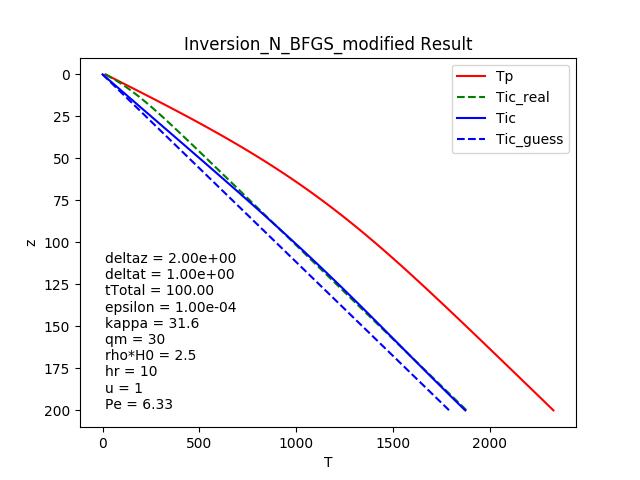 Inversion_N_BFGS_modified Result
Tp
Tic_real
Tic
Tic_guess
0
25
50
75
100
125
150
175
200
z
deltaz = 2.00e+00
deltat = 1.00e+00
tTotal = 100.00
epsilon = 1.00e-04
kappa = 31.6
qm = 30
rho*H0 = 2.5
hr = 10
u = 1
Pe = 6.33
0 500 1000 1500 2000
T